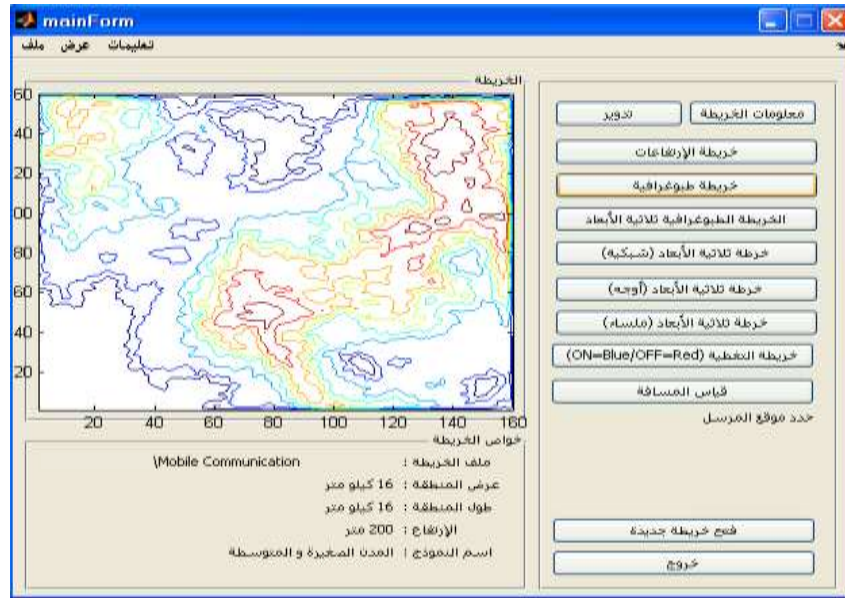 mainForm
ملف عرض تعليمات
الخريطة
60
40
20
00
80
60
40
20
20 40 60 80 100 120 140 160
خواص الخريطة
ملف الخريطة : \Mobile Communication
عرض المنطقة : 16 كيلو متر
طول المنطقة : 16 كيلو متر
الإرتفاع : 200 متر
اسم النموذج : المدن الصغيرة و المتوسطة
معلومات الخريطة تدوير
خريطة الإرتفاعات
خريطة طبوغرافية
الخريطة الطبوغرافية ثلاثية الأبعاد
خرطة ثلاثية الأبعاد (شبكية)
خرطة ثلاثية الأبعاد (أوجه)
خرطة ثلاثية الأبعاد (ملساء)
خريطة التغطية (ON=Blue/OFF=Red)
قياس المسافة
حدد موقع المرسل
فتح خريطة جديدة
خروج